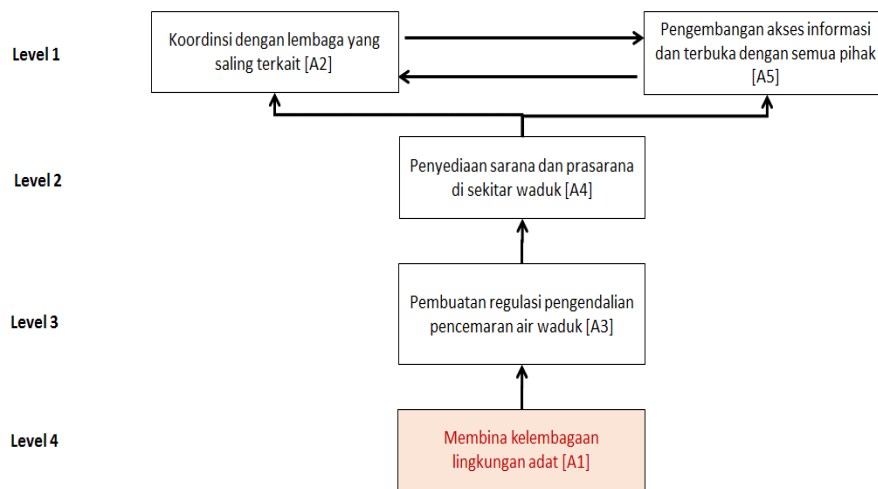 Level 1
Koordinsi dengan lembaga yang
saling terkait [A2]
Pengembangan akses informasi
dan terbuka dengan semua pihak
[A5]
Level 2
Penyediaan sarana dan prasarana
di sekitar waduk [A4]
Level 3
Pembuatan regulasi pengendalian
pencemaran air waduk [A3]
Level 4
Membina kelembagaan
lingkungan adat [A1]